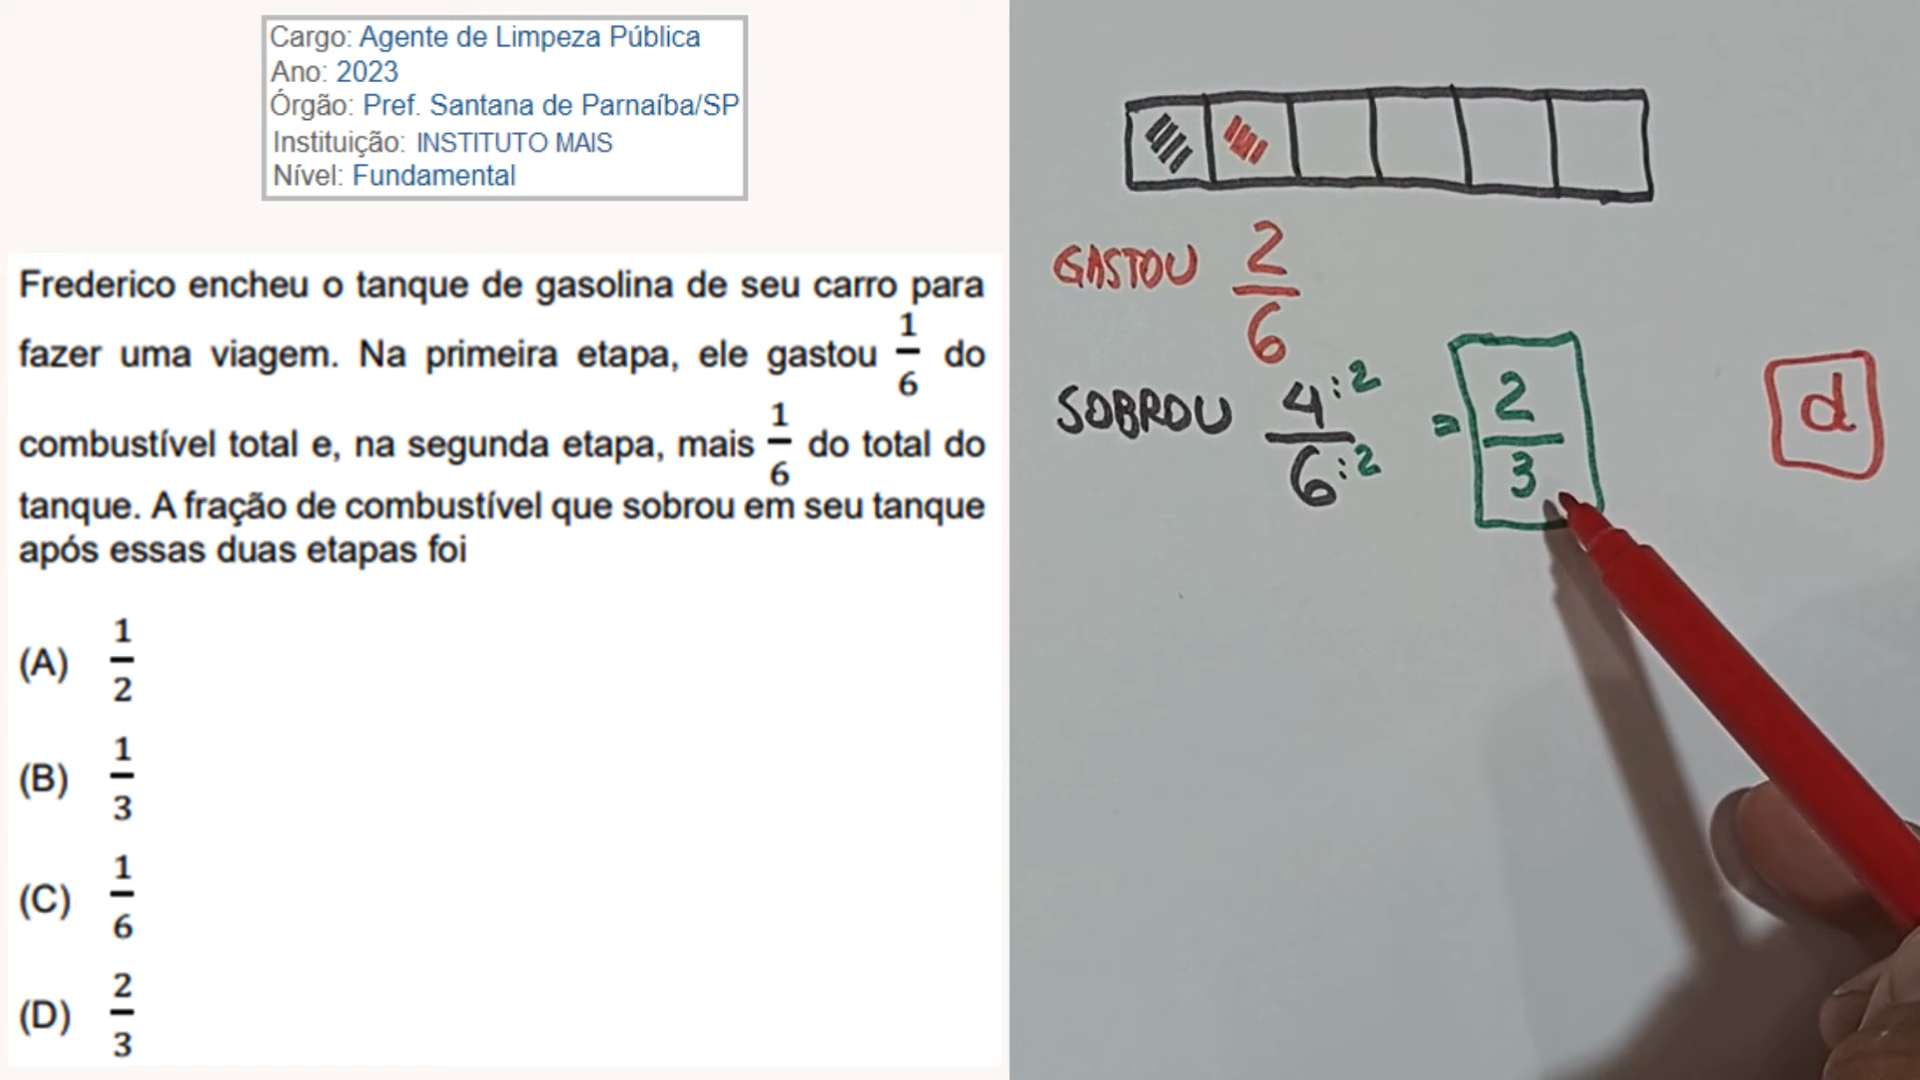 Cargo: Agente de Limpeza Pública
Ano: 2023
Órgão: Pref. Santana de Parnaíba/SP
Instituição: INSTITUTO MAIS
Nível: Fundamental
Frederico encheu o tanque de gasolina de seu carro para
fazer uma viagem. Na primeira etapa, ele gastou 1/6 do
combustível total e, na segunda etapa, mais 1/6 do total do
tanque. A fração de combustível que sobrou em seu tanque
após essas duas etapas foi
(A) 1/2
(B) 1/3
(C) 1/6
(D) 2/3
GASTOU 2/6
SOBROU 4:2/6:2 = 2/3
d